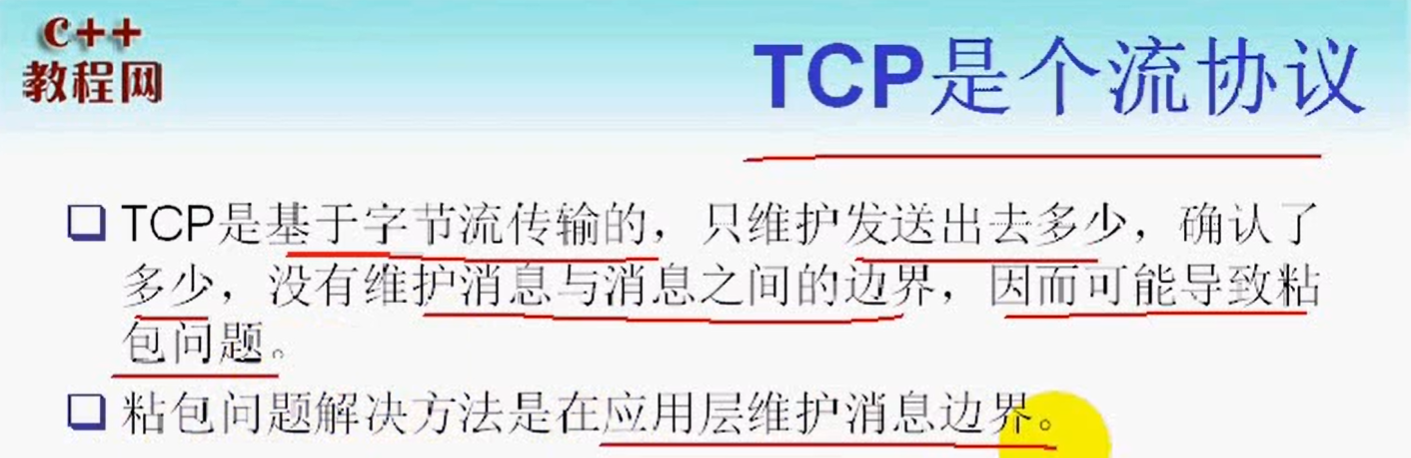 c++
教程网
TCP是个流协议
TCP是基于字节流传输的，只维护发送出去多少，确认了
多少，没有维护消息与消息之间的边界，因而可能导致粘
包问题。
粘包问题解决方法是在应用层维护消息边界。